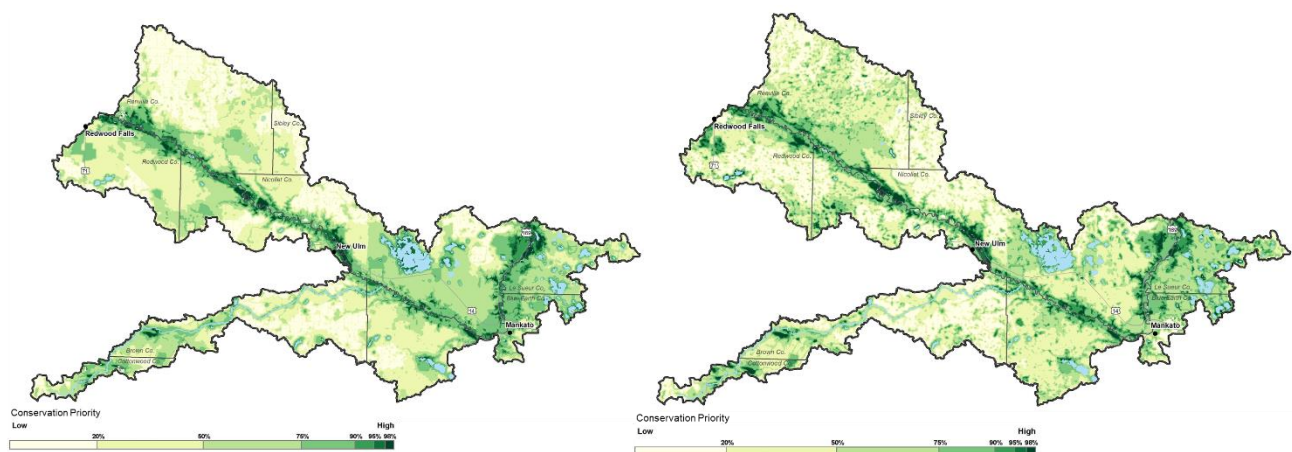 Renville Co.
Redwood Falls
Sibley Co.
Redwood Co.
71
Nicollet Co.
New Ulm
169
Le Sueur Co.
Blue Earth Co.
14
Mankato
Brown Co.
Cottonwood Co.
Conservation Priority
Low
High
20%
50%
75%
90%
95%
98%
Renville Co.
Redwood Falls
Sibley Co.
Redwood Co.
71
Nicollet Co.
New Ulm
169
Le Sueur Co.
Blue Earth Co.
14
Mankato
Brown Co.
Cottonwood Co.
Conservation Priority
Low
High
20%
50%
75%
90%
95%
98%